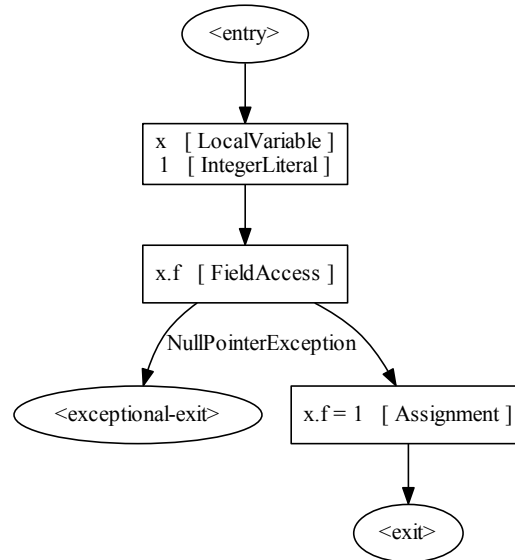 <entry>
x [ LocalVariable ]
1 [ IntegerLiteral ]
x.f [ FieldAccess ]
NullPointerException
<exceptional-exit>
x.f = 1 [ Assignment ]
<exit>